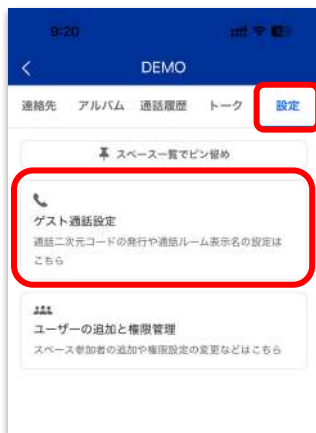 9:20
DEMO
連絡先 アルバム 通話履歴 トーク 設定
スペース一覧でピン留め
ゲスト通話設定
通話二次元コードの発行や通話ルーム表示名の設定は
こちら
ユーザーの追加と権限管理
スペース参加者の追加や権限設定の変更などはこちら